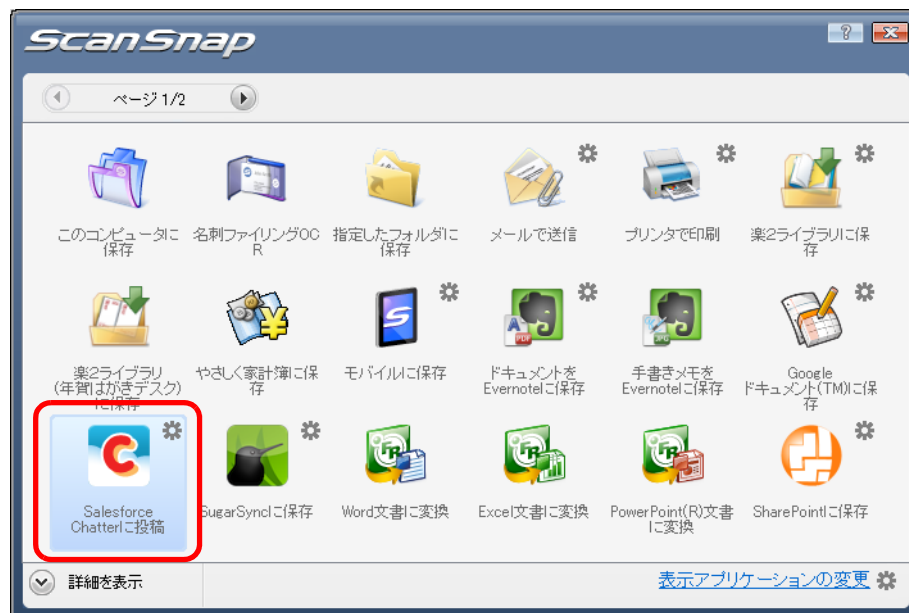 ScanSnap
?
ページ 1/2
このコンピュータに
保存
名刺ファイリングOC
R
指定したフォルダに
保存
メールで送信
プリンタで印刷
楽2ライブラリに保
存
楽2ライブラリ
(年賀はがきデスク)
に保存
やさしく家計簿に保
存
モバイルに保存
ドキュメントを
Evernoteに保存
手書きメモを
Evernoteに保存
Google
ドキュメント(TM)に保
存
Salesforce
Chatterに投稿
SugarSyncに保存
Word文書に変換
Excel文書に変換
PowerPoint(R)文書
に変換
SharePointに保存
詳細を表示
表示アプリケーションの変更